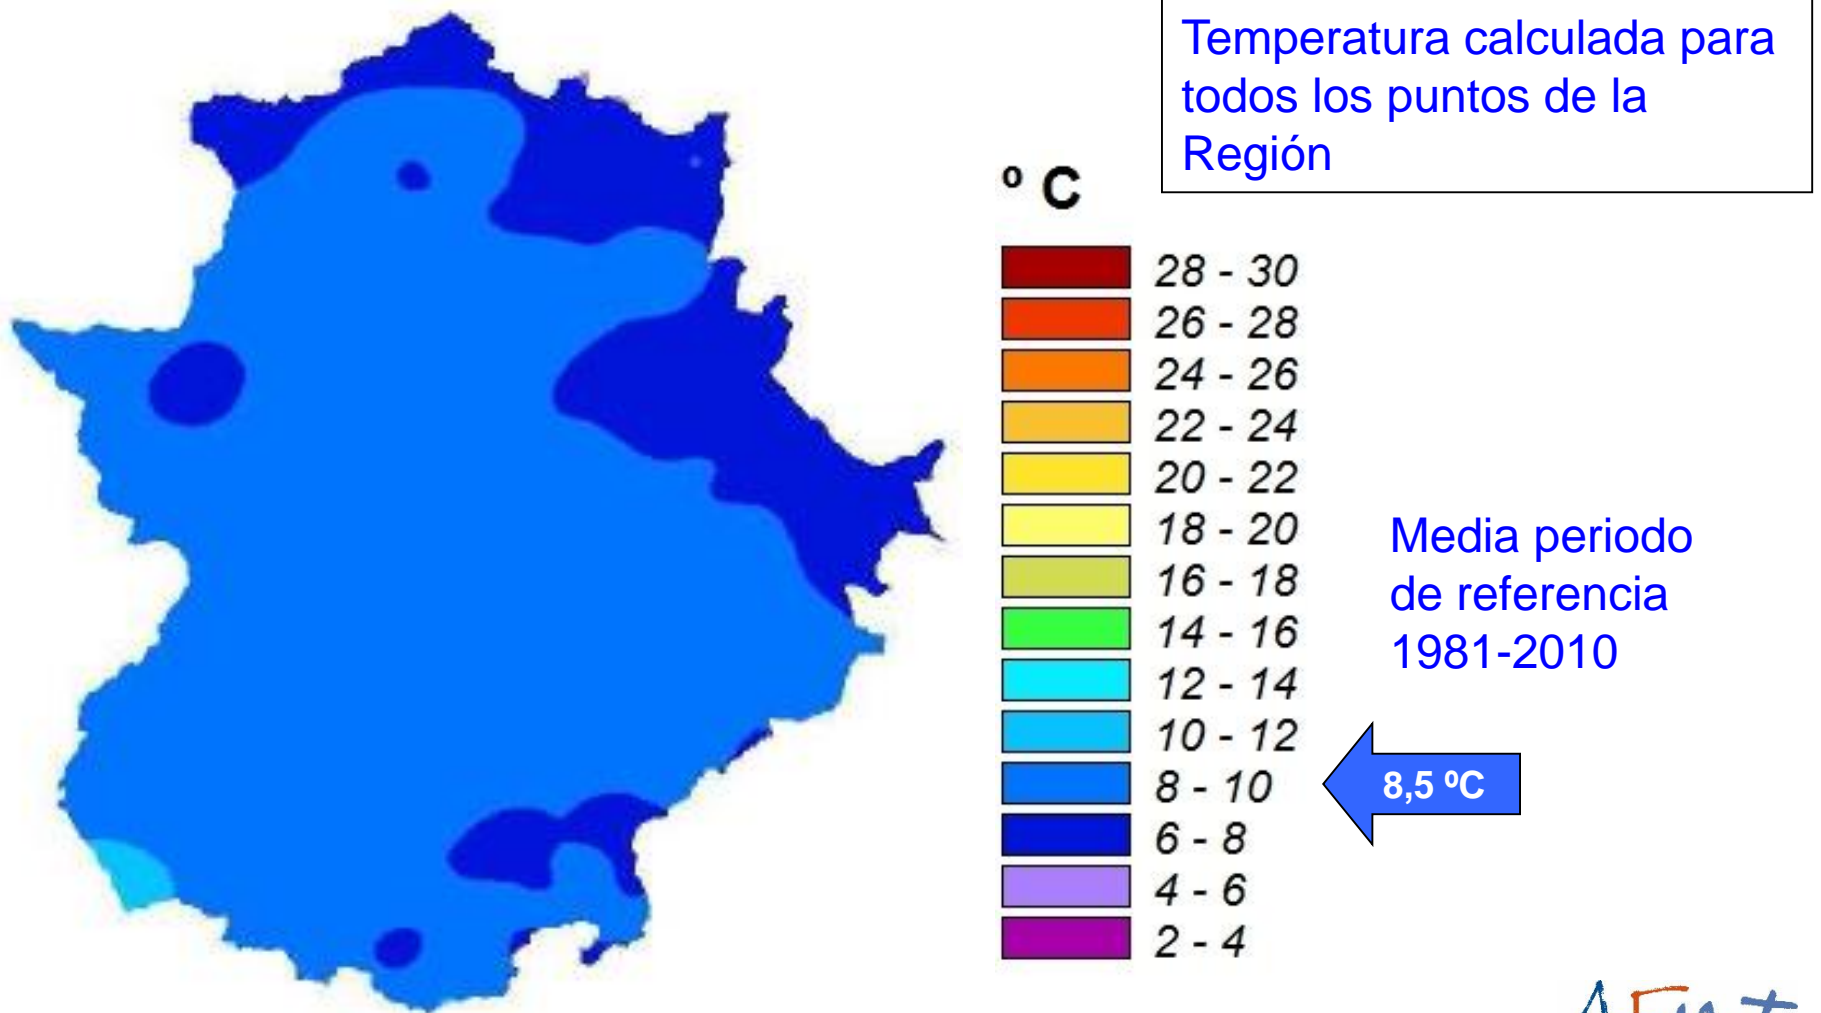 Temperatura calculada para
todos los puntos de la
Región
º C
28 - 30
26 - 28
24 - 26
22 - 24
20 - 22
18 - 20
16 - 18
14 - 16
12 - 14
10 - 12
8 - 10
6 - 8
4 - 6
2 - 4
Media periodo
de referencia
1981-2010
8,5 ºC